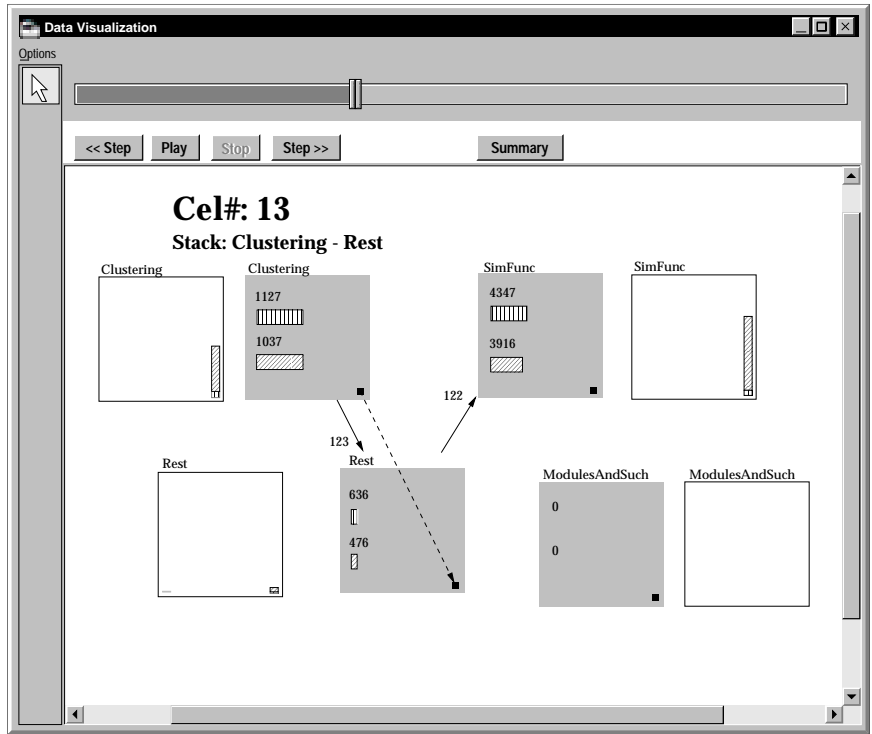 Data Visualization
Options
<< Step Play Stop Step >> Summary
Cel#: 13
Stack: Clustering - Rest
Clustering Clustering SimFunc SimFunc
1127 4347
1037 3916
122
123
Rest Rest ModulesAndSuch ModulesAndSuch
636 0
476 0